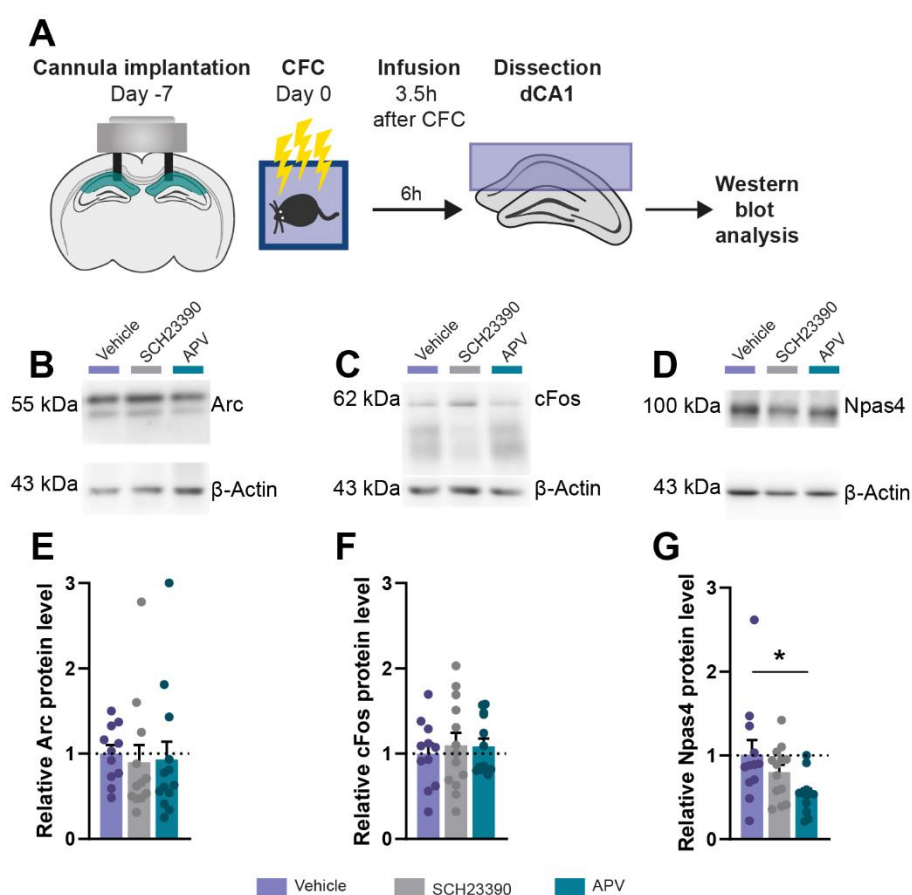 A
Cannula implantation
Day -7
CFC
Day 0
Infusion
3.5h
after CFC
Dissection
dCA1
6h
Western
blot
analysis
B
Vehicle
SCH23390
APV
55 kDa
Arc
43 kDa
β-Actin
C
Vehicle
SCH23390
APV
62 kDa
cFos
43 kDa
β-Actin
D
Vehicle
SCH23390
APV
100 kDa
Npas4
43 kDa
β-Actin
E
Relative Arc protein level
3
2
1
0
F
Relative cFos protein level
3
2
1
0
G
Relative Npas4 protein level
3
2
1
0
*
Vehicle
SCH23390
APV